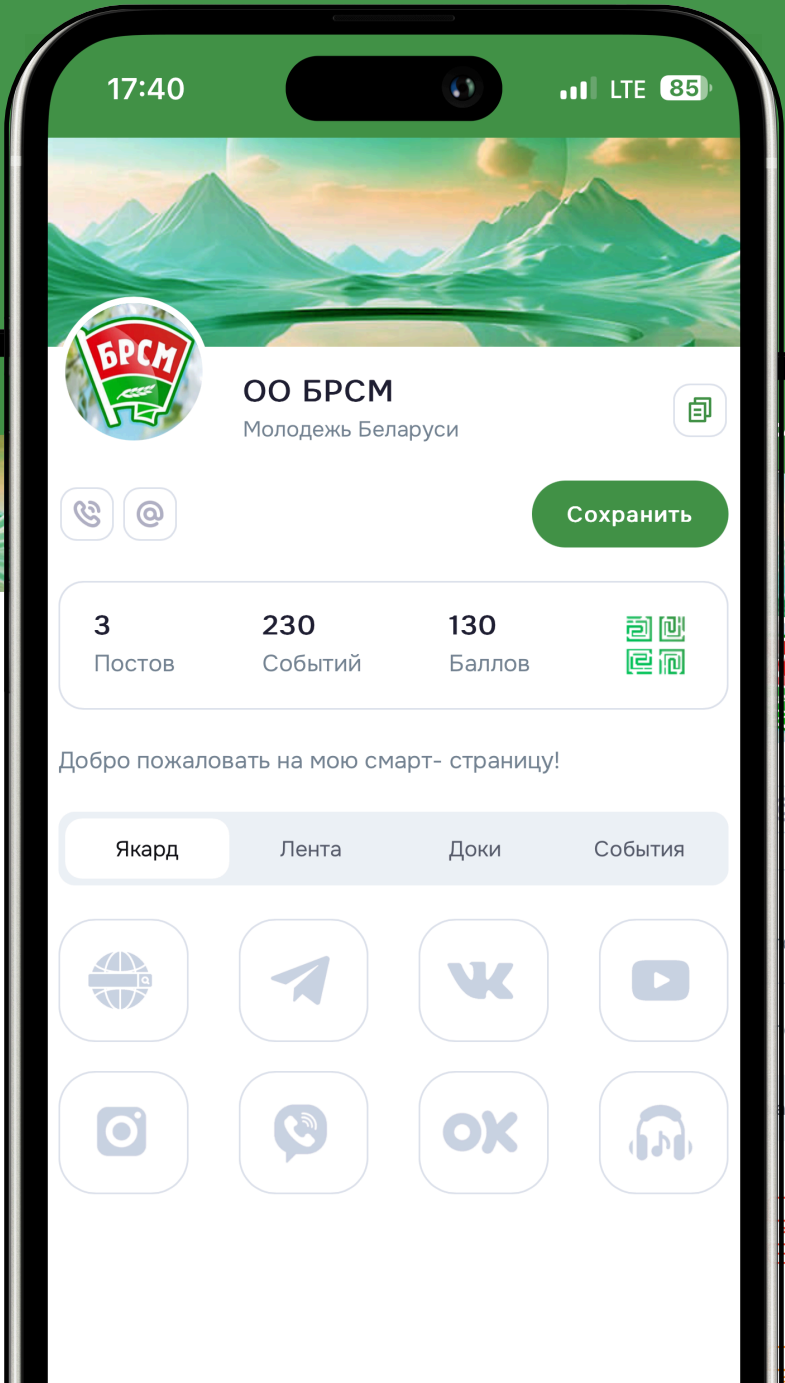 17:40 LTE 85
БРСМ
ОО БРСМ
Молодежь Беларуси
Сохранить
3 230 130
Постов Событий Баллов
Добро пожаловать на мою смарт- страницу!
Якард Лента Доки События